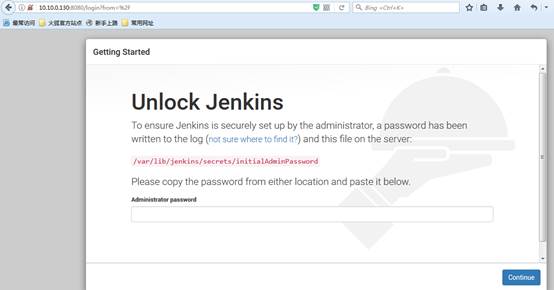 10.10.0.130:8080/login?from=%2F
Bing <Ctrl+K>
最常访问 火狐官方站点 新手上路 常用网址
Getting Started
Unlock Jenkins
To ensure Jenkins is securely set up by the administrator, a password has been
written to the log (not sure where to find it?) and this file on the server:
/var/lib/jenkins/secrets/initialAdminPassword
Please copy the password from either location and paste it below.
Administrator password
Continue